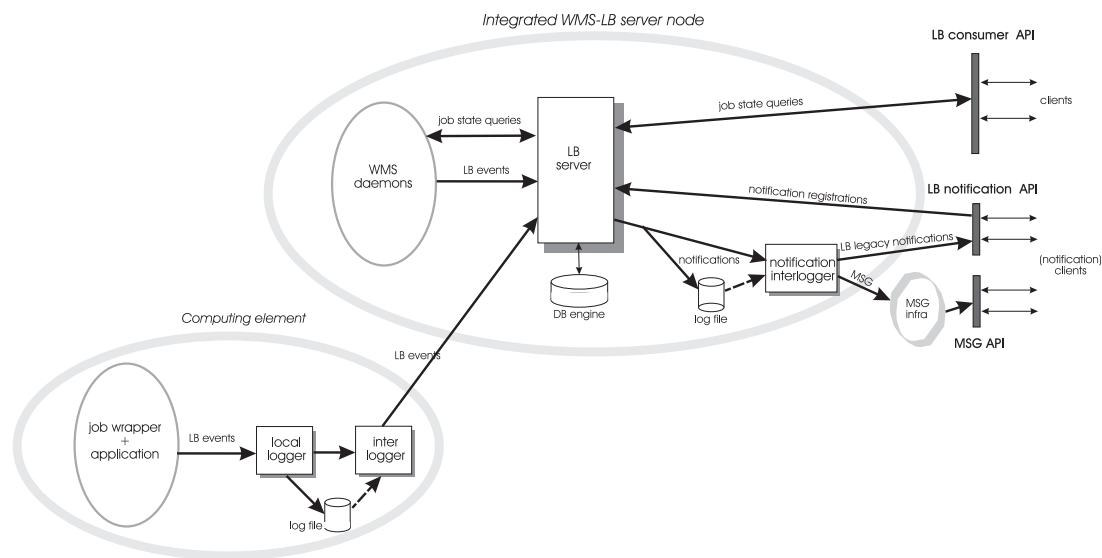 Integrated WMS-LB server node
LB consumer API
job state queries
clients
job state queries
LB
server
WMS
daemons
LB events
LB notification API
notification registrations
LB legacy notifications
notifications
notification
interlogger
(notification)
clients
MSG
MSG
infra
DB engine
log file
MSG API
Computing element
LB events
job wrapper
+
application
LB events
local
logger
inter
logger
log file